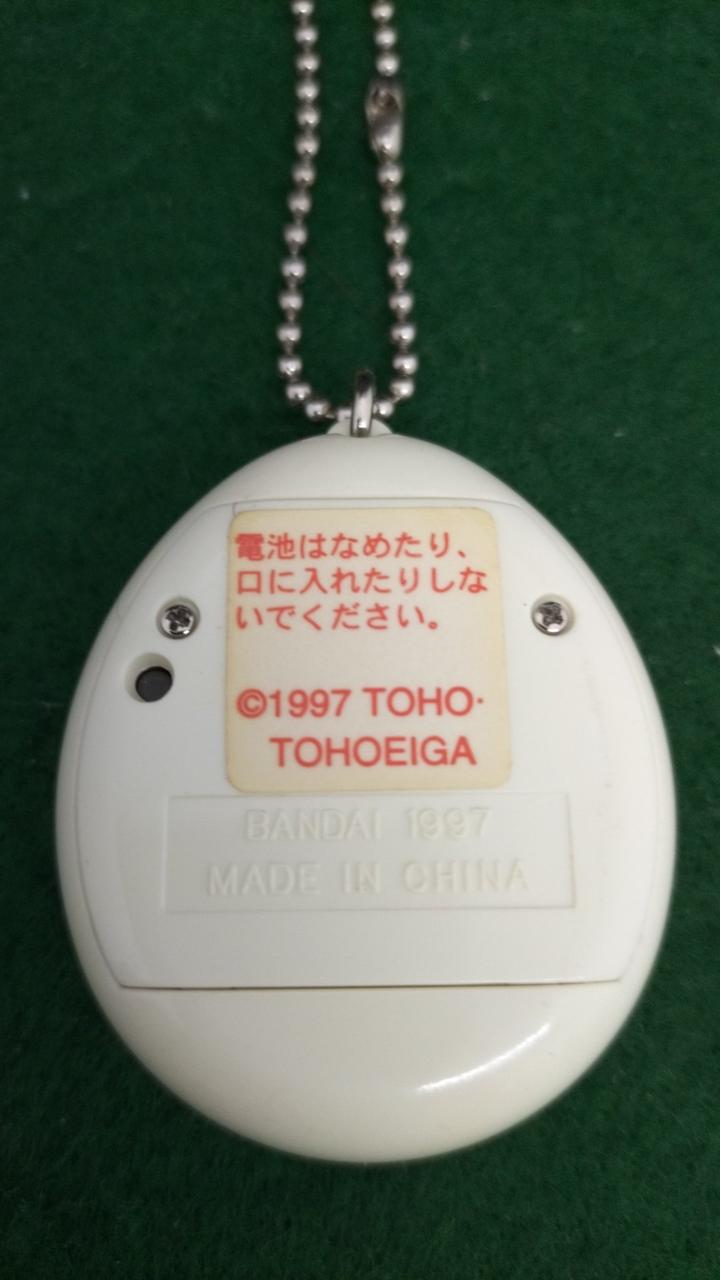 電池はなめたり、
口に入れたりしな
いでください。
©1997 TOHO·
TOHOEIGA
BANDAI 1997
MADE IN CHINA